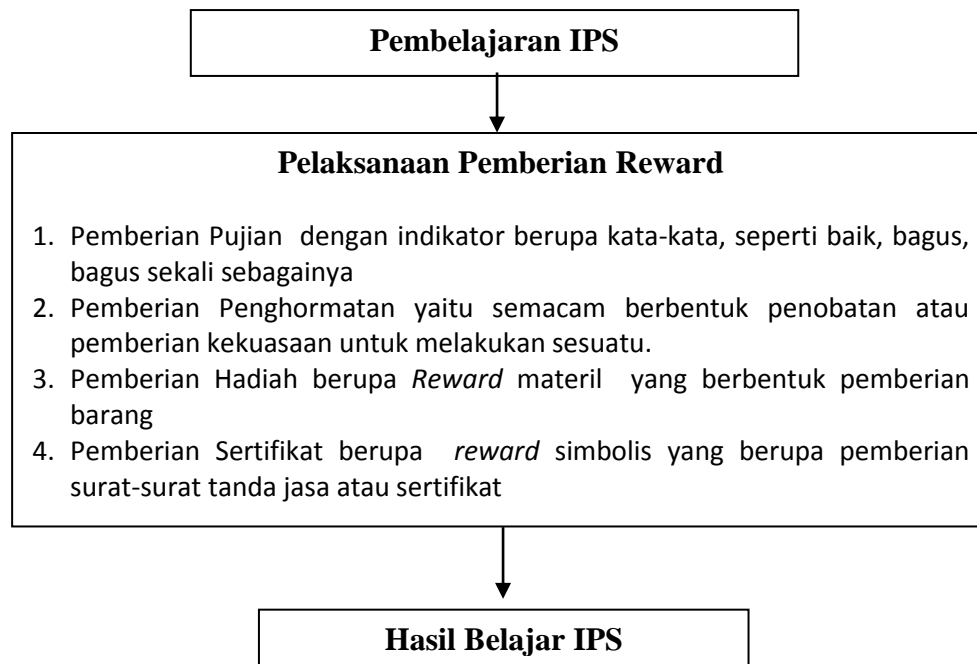 Pembelajaran IPS
Pelaksanaan Pemberian Reward
1. Pemberian Pujian dengan indikator berupa kata-kata, seperti baik, bagus,
bagus sekali sebagainya
2. Pemberian Penghormatan yaitu semacam berbentuk penobatan atau
pemberian kekuasaan untuk melakukan sesuatu.
3. Pemberian Hadiah berupa Reward materil yang berbentuk pemberian
barang
4. Pemberian Sertifikat berupa reward simbolis yang berupa pemberian
surat-surat tanda jasa atau sertifikat
Hasil Belajar IPS